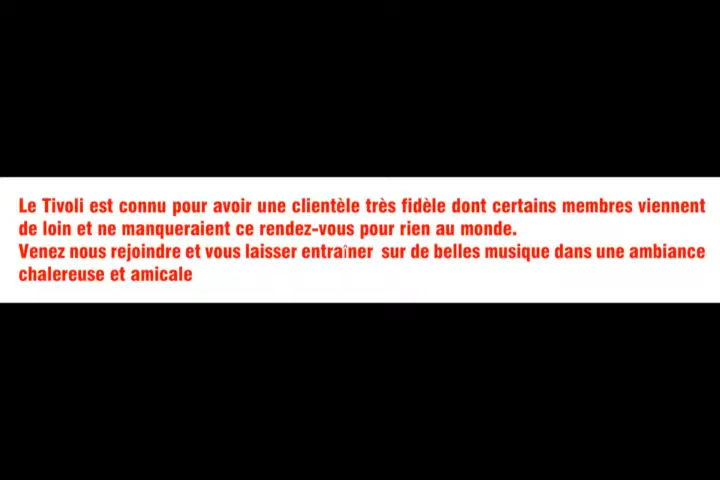 Le Tivoli est connu pour avoir une clientèle très fidèle dont certains membres viennent
de loin et ne manqueraient ce rendez-vous pour rien au monde.
Venez nous rejoindre et vous laisser entraîner sur de belles musique dans une ambiance
chalereuse et amicale